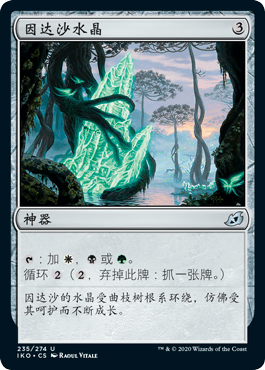 因达沙水晶 3
神器
：加，或。
循环2（2，弃掉此牌：抓一张牌。）
因达沙的水晶受曲枝树根系环绕，仿佛受
其呵护而不断成长。
235/274 U
IKO • CS Raoul Vitale
™ & © 2020 Wizards of the Coast